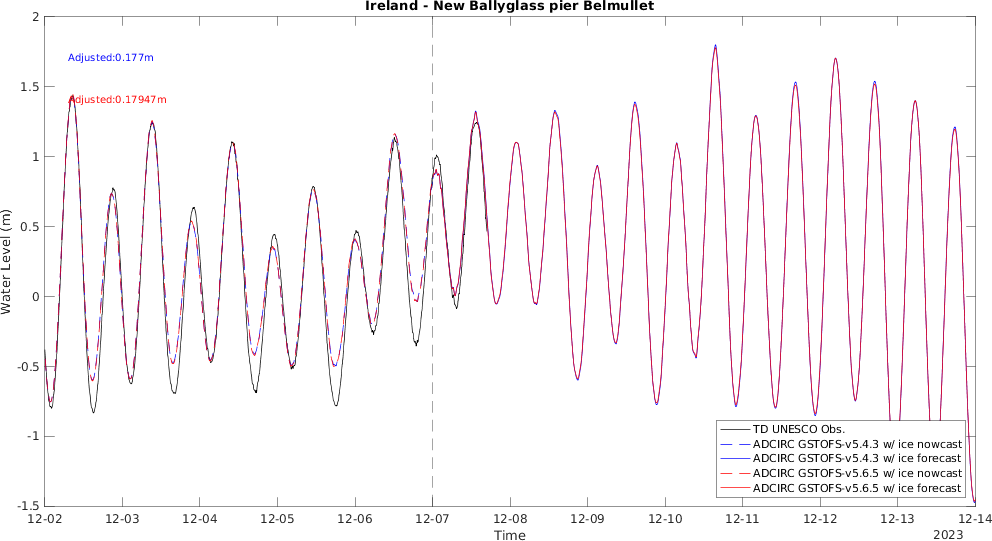 Ireland - New Ballyglass pier Belmullet
Adjusted:0.177m
Adjusted:0.17947m
Water Level (m)
2
1.5
1
0.5
0
-0.5
-1
-1.5
TD UNESCO Obs.
ADCIRC GSTOFS-v5.4.3 w/ ice nowcast
ADCIRC GSTOFS-v5.4.3 w/ ice forecast
ADCIRC GSTOFS-v5.6.5 w/ ice nowcast
ADCIRC GSTOFS-v5.6.5 w/ ice forecast
12-02 12-03 12-04 12-05 12-06 12-07 12-08 12-09 12-10 12-11 12-12 12-13 12-14
Time
2023